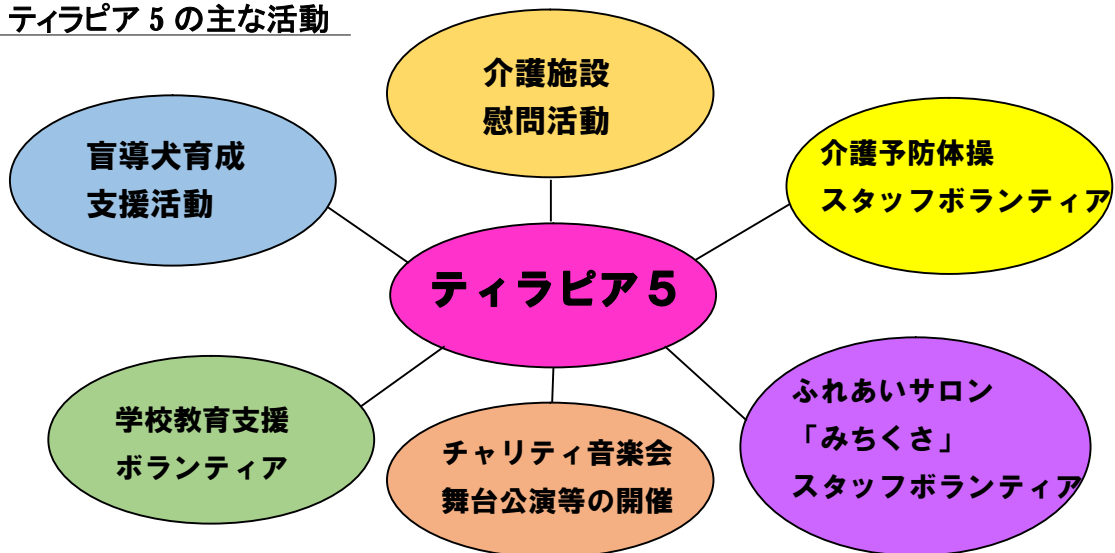 ティラピア5の主な活動
介護施設
慰問活動
盲導犬育成
支援活動
介護予防体操
スタッフボランティア
ティラピア5
学校教育支援
ボランティア
チャリティ音楽会
舞台公演等の開催
ふれあいサロン
「みちくさ」
スタッフボランティア